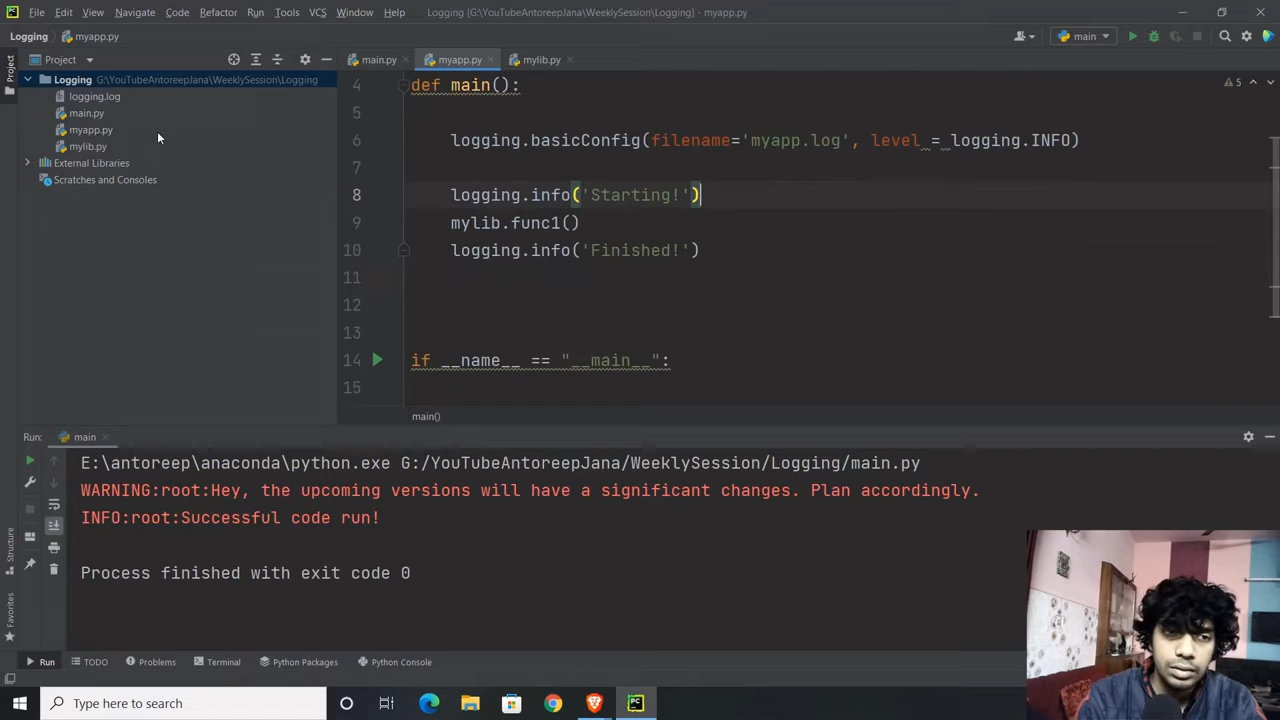 File Edit View Navigate Code Refactor Run Tools VCS Window Help Logging [G:\YouTubeAntoreepJana\WeeklySession\Logging] - myapp.py
Logging myapp.py main
Project main.py myapp.py mylib.py
Logging G:\YouTubeAntoreepJana\WeeklySession\Logging
logging.log
main.py
myapp.py
mylib.py
External Libraries
Scratches and Consoles
Project
Structure
Favorites
5
4 def main():
5
6 logging.basicConfig(filename='myapp.log', level = logging.INFO)
7
8 logging.info('Starting!')
9 mylib.func1()
10 logging.info('Finished!')
11
12
13
14 if __name__ == "__main__":
15
main()
Run: main
E:\antoreep\anaconda\python.exe G:/YouTubeAntoreepJana/WeeklySession/Logging/main.py
WARNING:root:Hey, the upcoming versions will have a significant changes. Plan accordingly.
INFO:root:Successful code run!
Process finished with exit code 0
Run TODO Problems Terminal Python Packages Python Console
Type here to search
PC